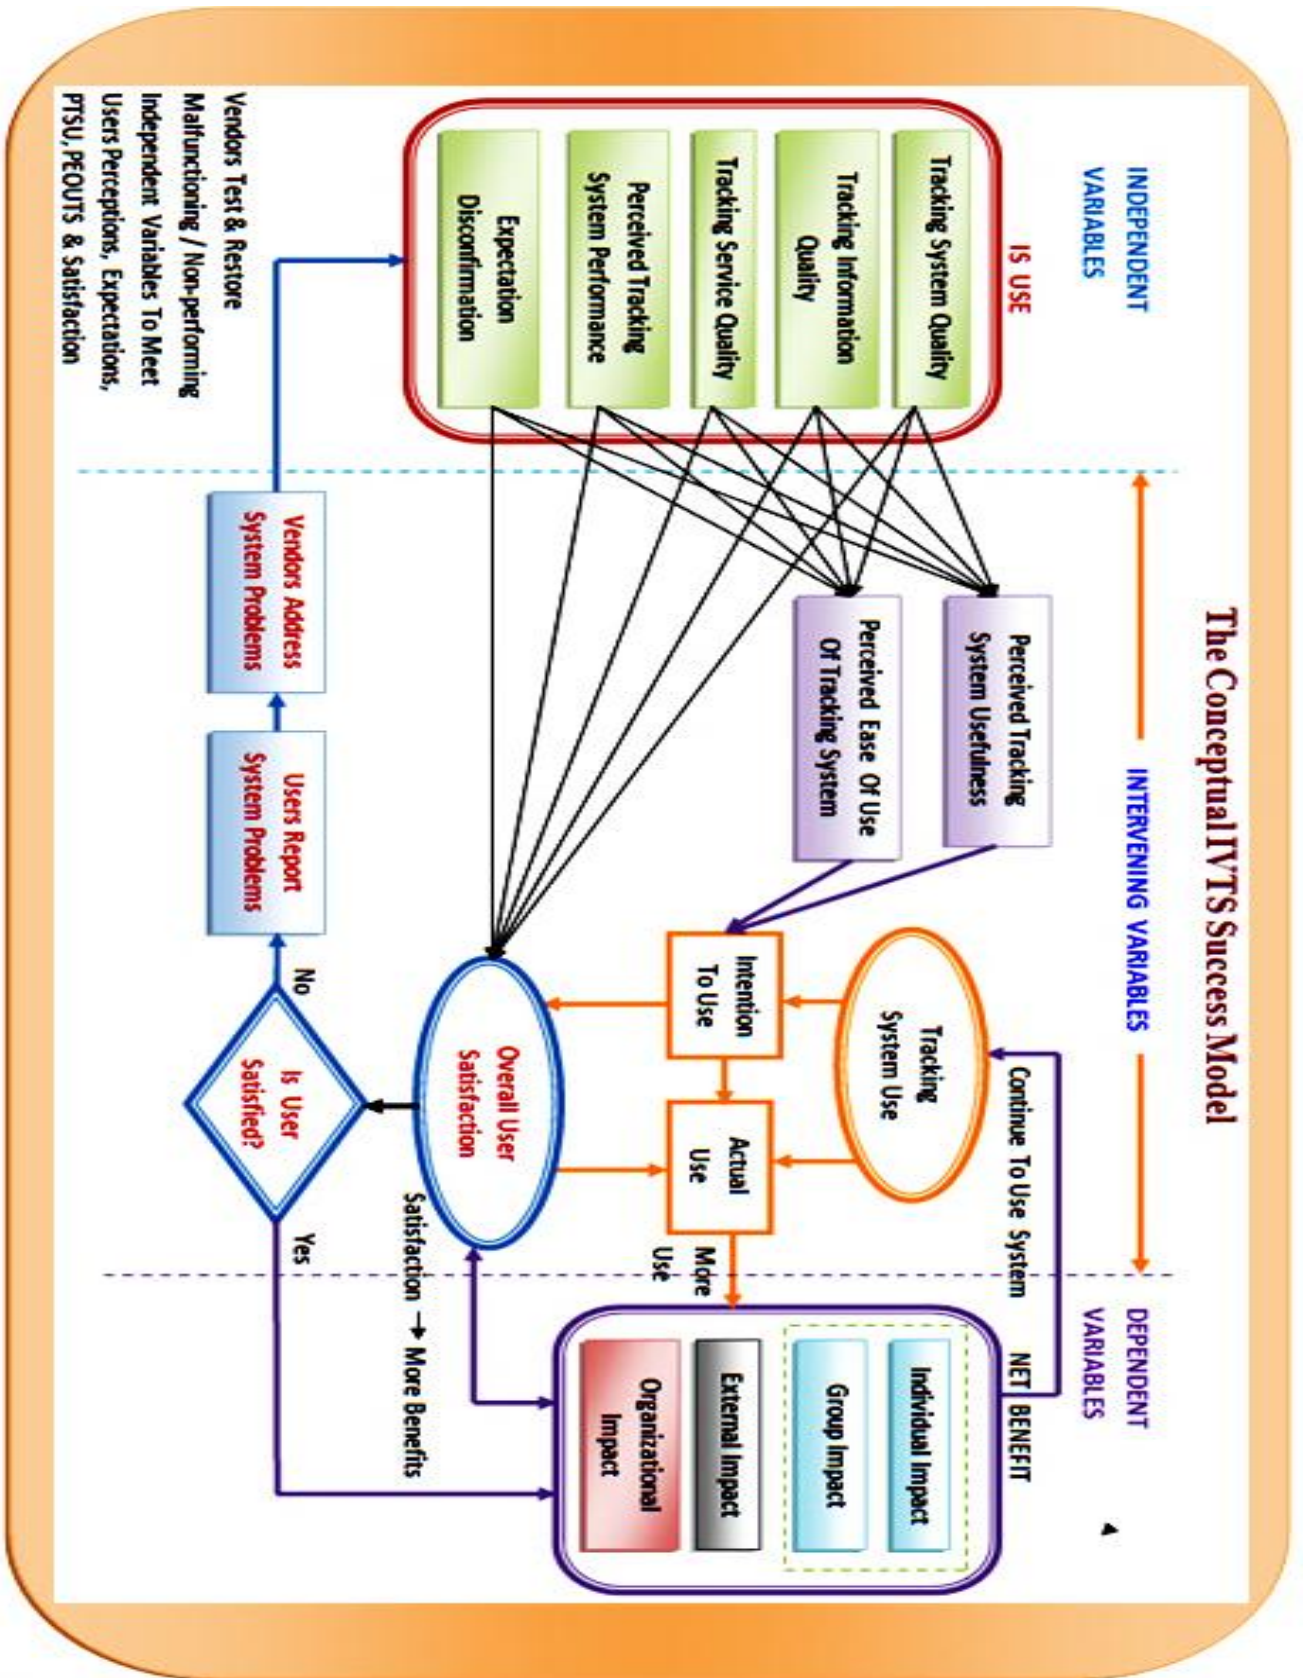 The Conceptual IVTS Success Model
INDEPENDENT
VARIABLES
INTERVENING VARIABLES
DEPENDENT
VARIABLES
IS USE
Tracking System Quality
Tracking Information
Quality
Tracking Service Quality
Perceived Tracking
System Performance
Expectation
Disconfirmation
Perceived Tracking
System Usefulness
Perceived Ease Of Use
Of Tracking System
Continue To Use System
Tracking
System Use
Intention
To Use
Actual
Use
More
Use
Overall User
Satisfaction
Satisfaction → More Benefits
NET BENEFIT
Individual Impact
Group Impact
External Impact
Organizational
Impact
Is User
Satisfied?
No
Yes
Users Report
System Problems
Vendors Address
System Problems
Vendors Test & Restore
Malfunctioning / Non-performing
Independent Variables To Meet
Users Perceptions, Expectations,
PTSU, PEOUTS & Satisfaction